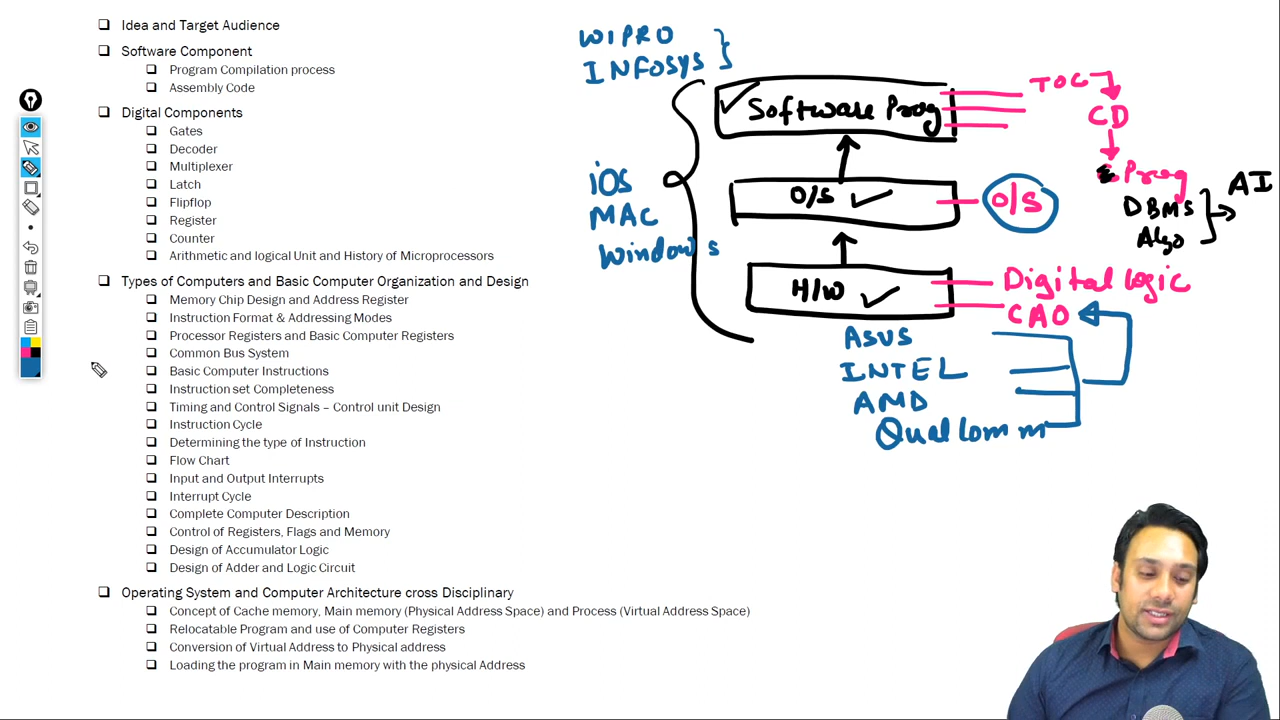 Idea and Target Audience
Software Component
Program Compilation process
Assembly Code
Digital Components
Gates
Decoder
Multiplexer
Latch
Flipflop
Register
Counter
Arithmetic and logical Unit and History of Microprocessors
Types of Computers and Basic Computer Organization and Design
Memory Chip Design and Address Register
Instruction Format & Addressing Modes
Processor Registers and Basic Computer Registers
Common Bus System
Basic Computer Instructions
Instruction set Completeness
Timing and Control Signals – Control unit Design
Instruction Cycle
Determining the type of Instruction
Flow Chart
Input and Output Interrupts
Interrupt Cycle
Complete Computer Description
Control of Registers, Flags and Memory
Design of Accumulator Logic
Design of Adder and Logic Circuit
Operating System and Computer Architecture cross Disciplinary
Concept of Cache memory, Main memory (Physical Address Space) and Process (Virtual Address Space)
Relocatable Program and use of Computer Registers
Conversion of Virtual Address to Physical address
Loading the program in Main memory with the physical Address
WIPRO
INFOSYS
Software Prog
TOC
CD
Prog
DBMS
Algo
AI
iOS
MAC
Windows
O/S
O/S
H/W
Digital logic
CAO
ASUS
INTEL
AMD
Qualcomm